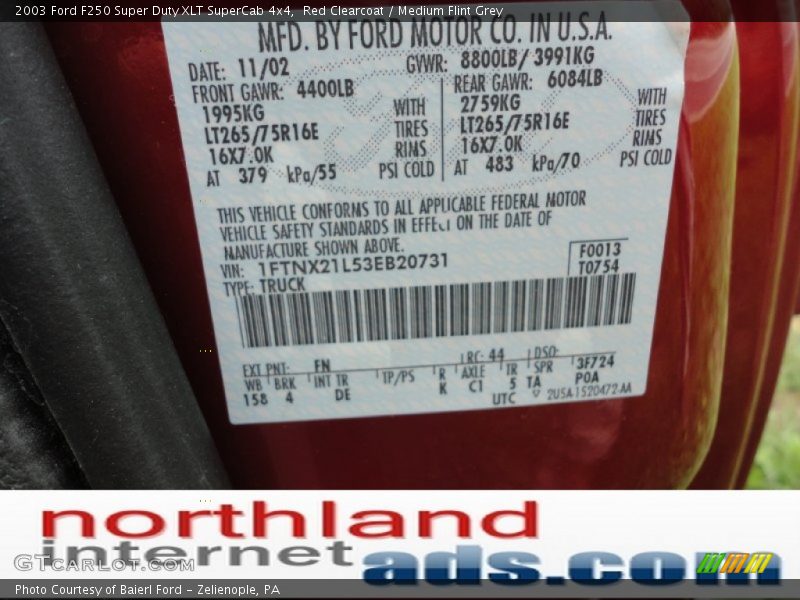 2003 Ford F250 Super Duty XLT SuperCab 4x4, Red Clearcoat / Medium Flint Grey
MFD. BY FORD MOTOR CO. IN U.S.A.
DATE: 11/02 GVWR: 8800LB/ 3991KG
FRONT GAWR: 4400LB REAR GAWR: 6084LB
1995KG WITH 2759KG WITH
LT265/75R16E TIRES LT265/75R16E TIRES
16X7.0K RIMS 16X7.0K RIMS
AT 379 kPa/55 PSI COLD AT 483 kPa/70 PSI COLD
THIS VEHICLE CONFORMS TO ALL APPLICABLE FEDERAL MOTOR
VEHICLE SAFETY STANDARDS IN EFFECT ON THE DATE OF
MANUFACTURE SHOWN ABOVE.
VIN: 1FTNX21L53EB20731 F0013
TYPE: TRUCK T0754
EXT PNT: FN RC: 44 DSO:
WB BRK INT TR TP/PS R AXLE TR SPR 3F724
158 4 DE K C1 5 TA POA
UTC 2U5A-1520472-AA
northland
internet
ads.com
GTCarLot.com
Photo Courtesy of Baierl Ford – Zelienople, PA